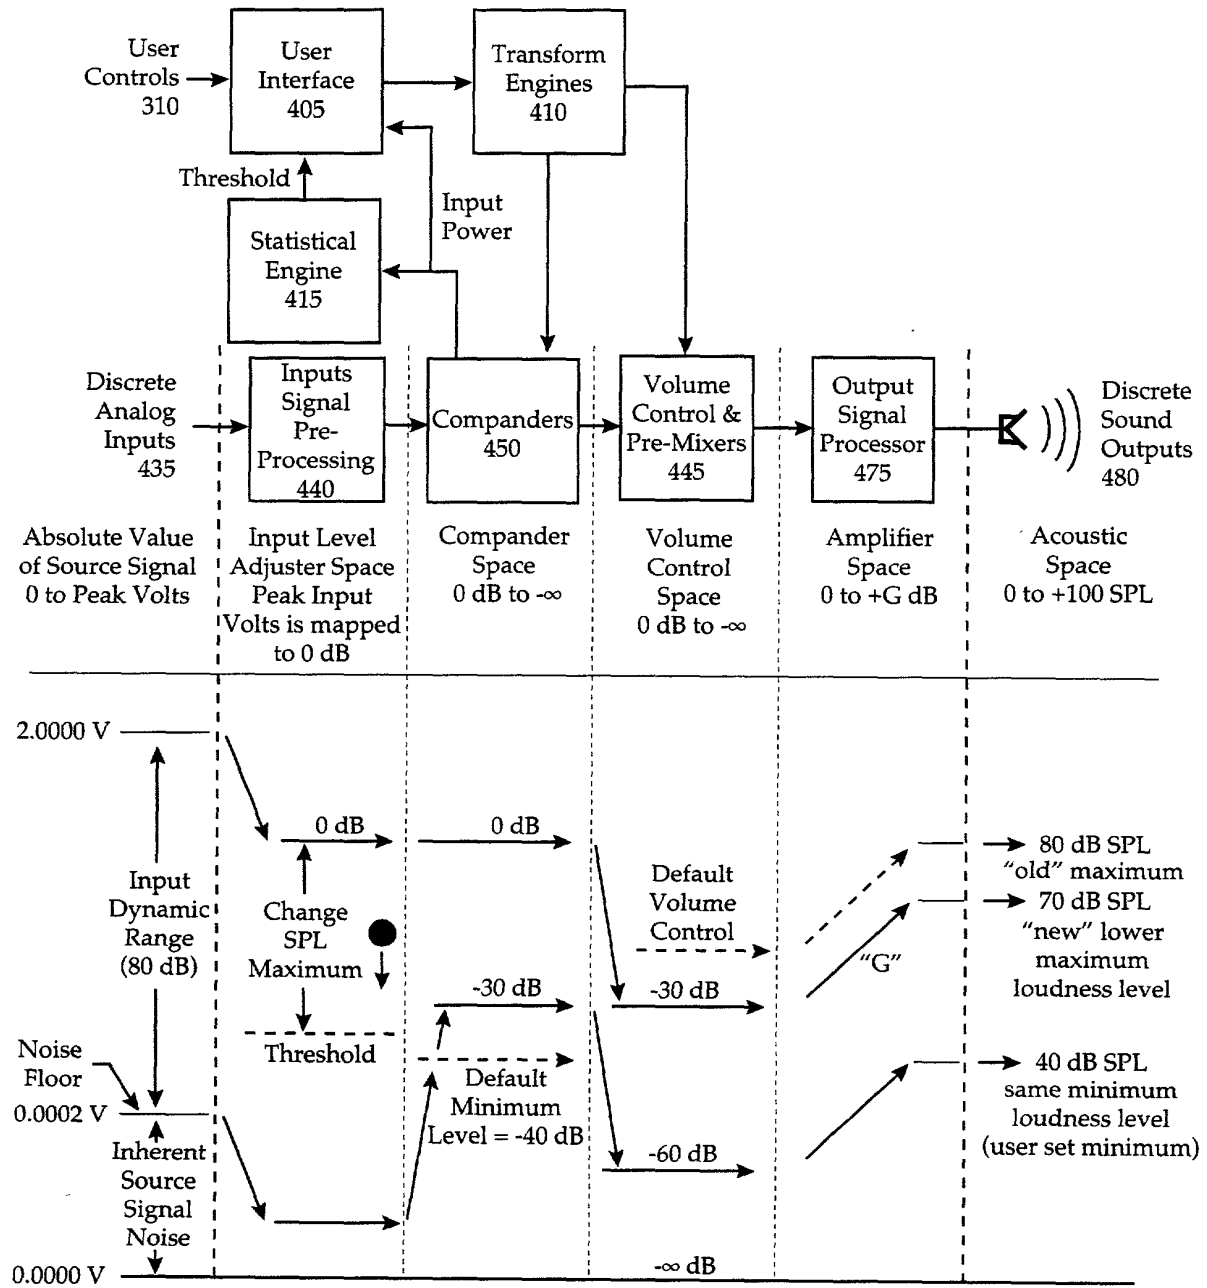 User
Controls
310
User
Interface
405
Transform
Engines
410
Threshold
Input
Power
Statistical
Engine
415
Discrete
Analog
Inputs
435
Inputs
Signal
Pre-
Processing
440
Companders
450
Volume
Control &
Pre-Mixers
445
Output
Signal
Processor
475
Discrete
Sound
Outputs
480
Absolute Value
of Source Signal
0 to Peak Volts
Input Level
Adjuster Space
Peak Input
Volts is mapped
to 0 dB
Compander
Space
0 dB to -∞
Volume
Control
Space
0 dB to -∞
Amplifier
Space
0 to +G dB
Acoustic
Space
0 to +100 SPL
2.0000 V
Input
Dynamic
Range
(80 dB)
Noise
Floor
0.0002 V
Inherent
Source
Signal
Noise
0.0000 V
0 dB
Change
SPL
Maximum
Threshold
0 dB
-30 dB
Default
Minimum
Level = -40 dB
Default
Volume
Control
-30 dB
-60 dB
-∞ dB
"G"
80 dB SPL
"old" maximum
70 dB SPL
"new" lower
maximum
loudness level
40 dB SPL
same minimum
loudness level
(user set minimum)